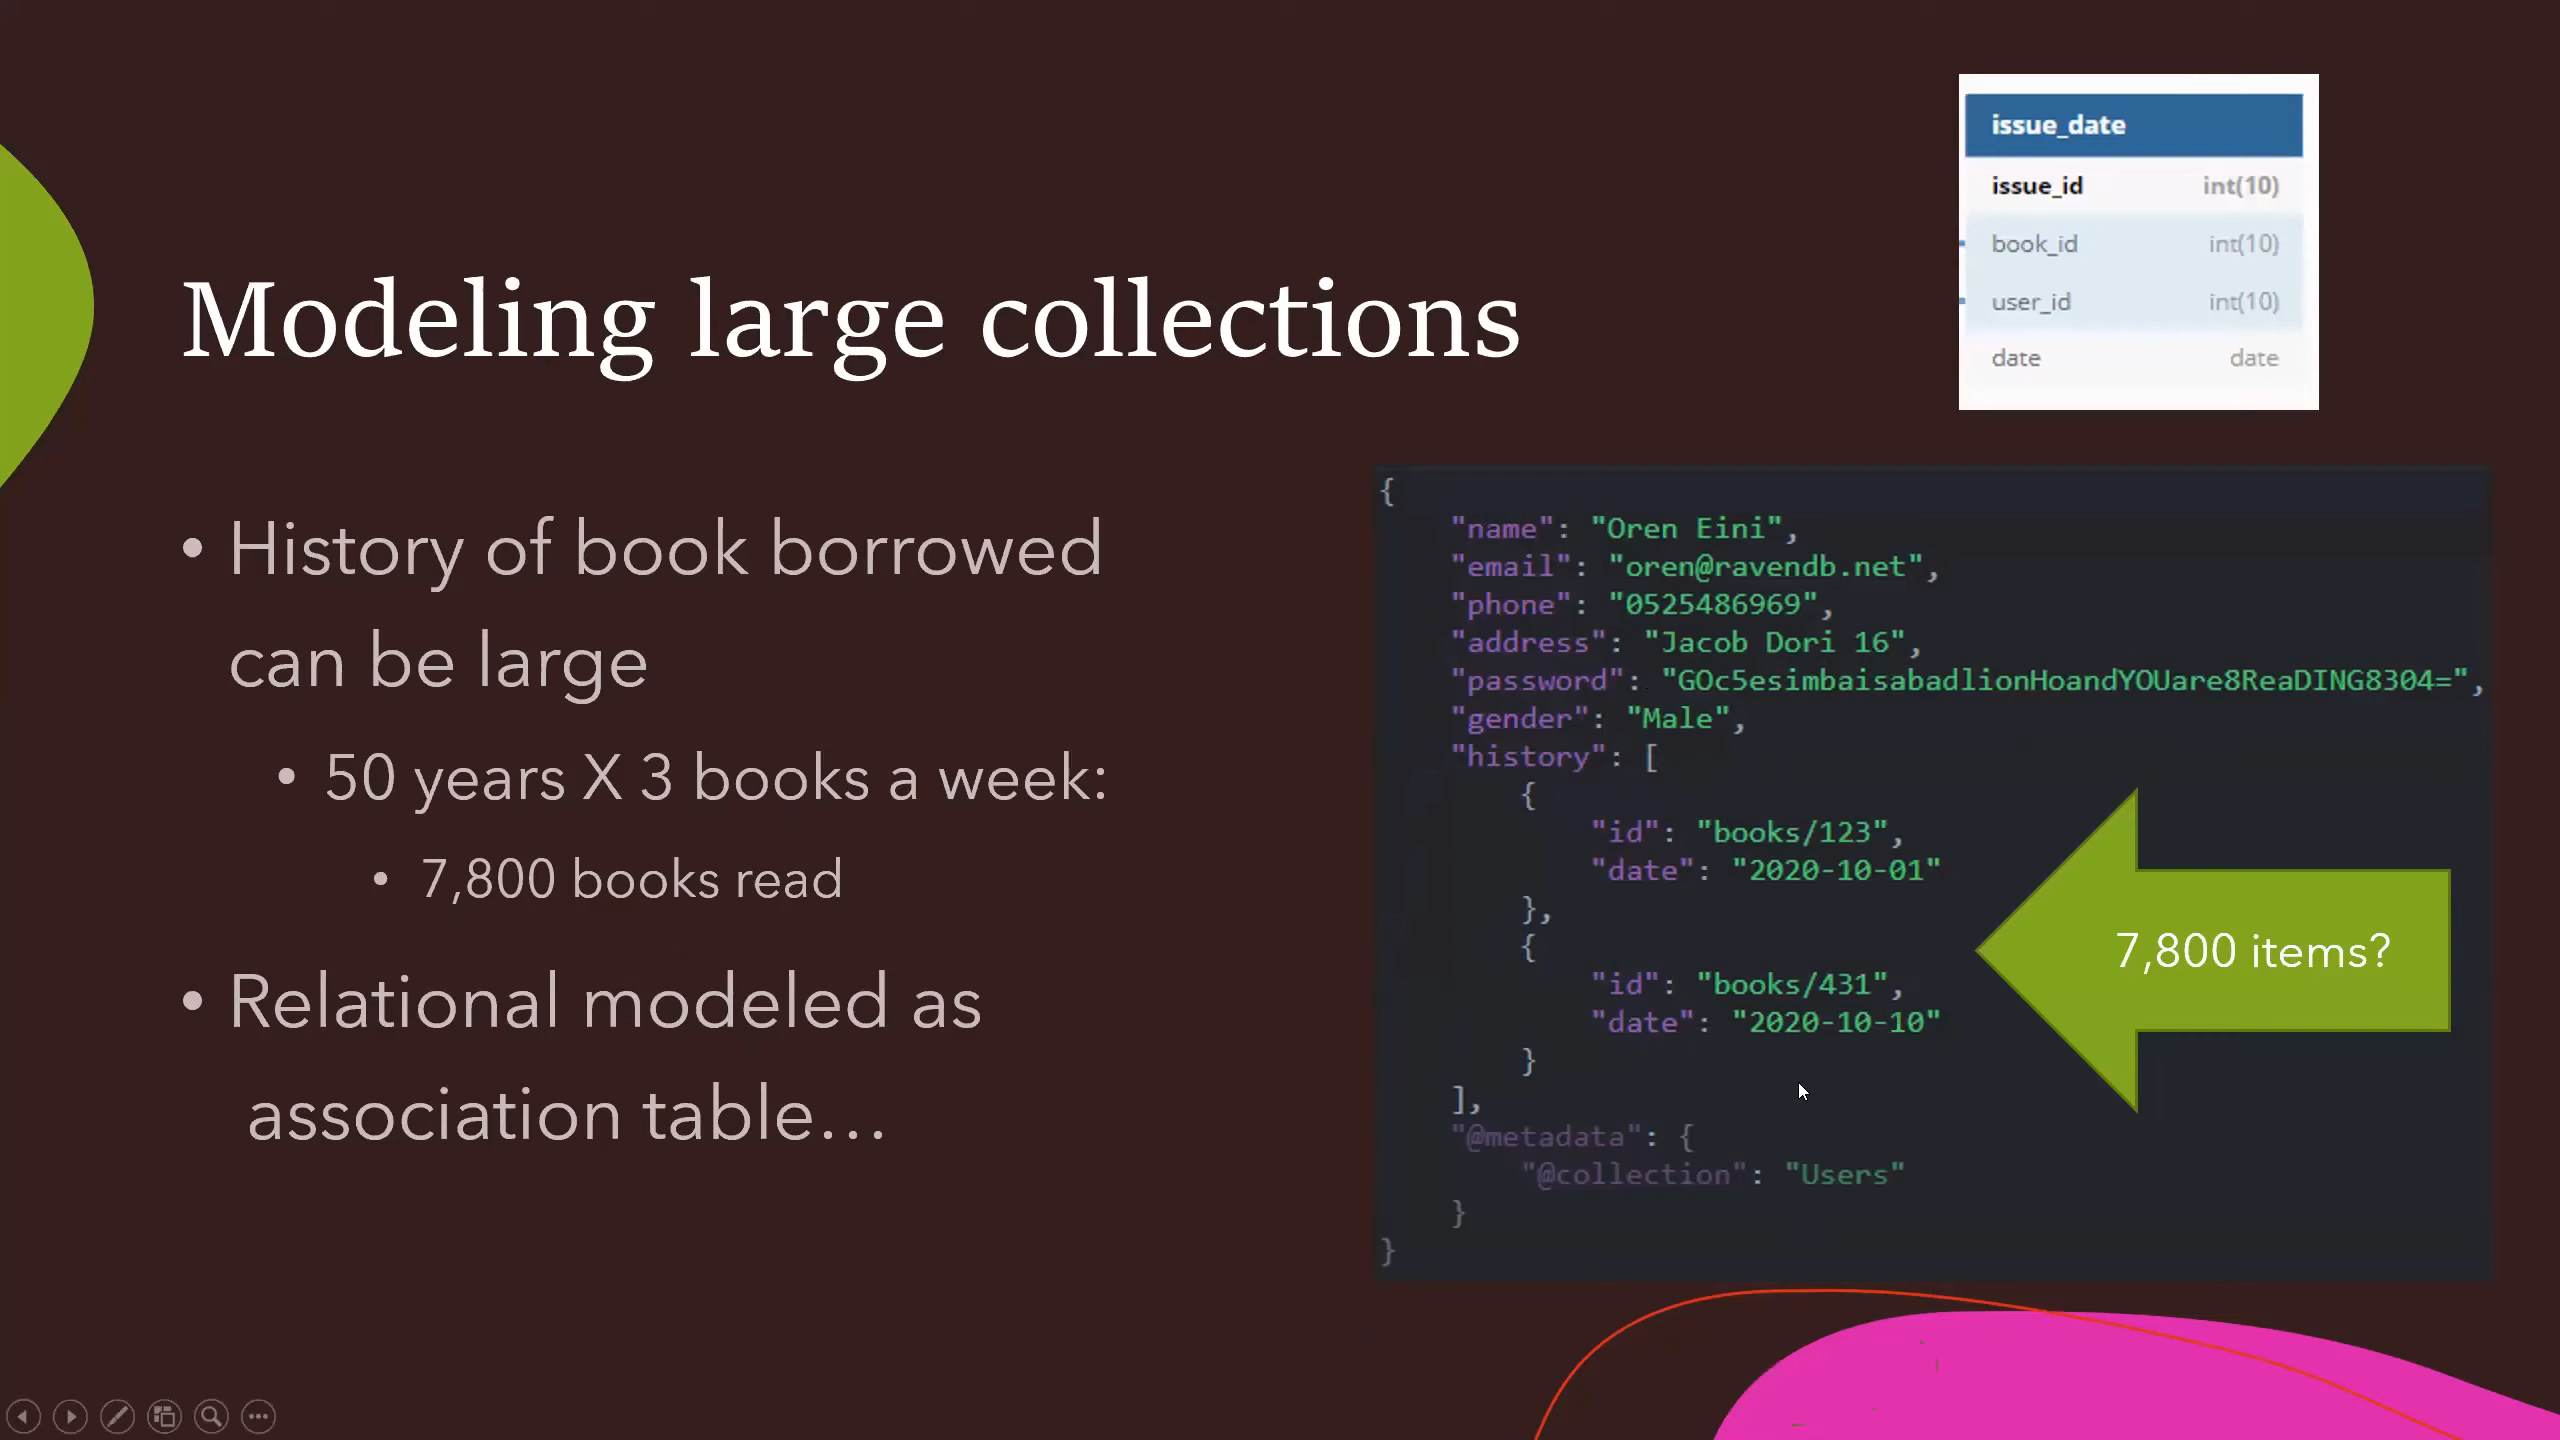 issue_date
issue_id int(10)
book_id int(10)
user_id int(10)
date date
Modeling large collections
• History of book borrowed
can be large
• 50 years X 3 books a week:
• 7,800 books read
• Relational modeled as
association table…
{
"name": "Oren Eini",
"email": "oren@ravendb.net",
"phone": "0525486969",
"address": "Jacob Dori 16",
"password": "GOc5esimbaisabadlionHoandYOUare8ReaDING8304=",
"gender": "Male",
"history": [
{
"id": "books/123",
"date": "2020-10-01"
},
{
"id": "books/431",
"date": "2020-10-10"
}
],
"@metadata": {
"@collection": "Users"
}
}
7,800 items?